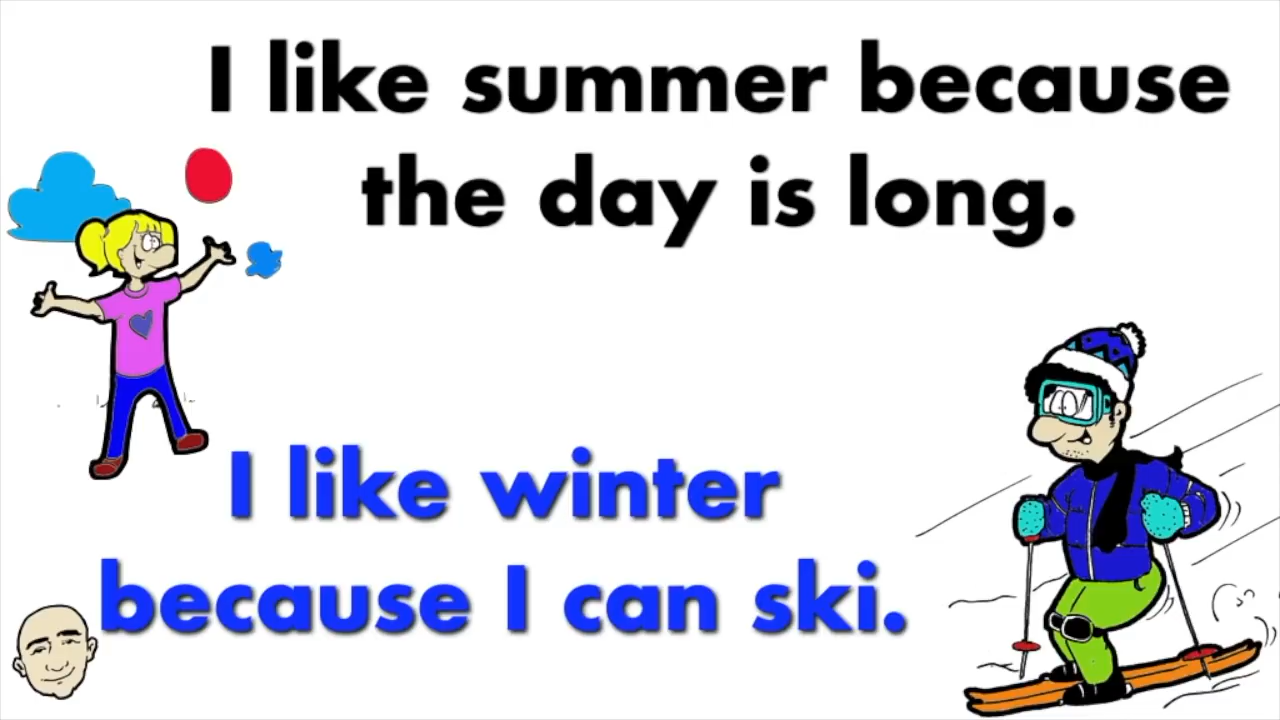 I like summer because
the day is long.
I like winter
because I can ski.